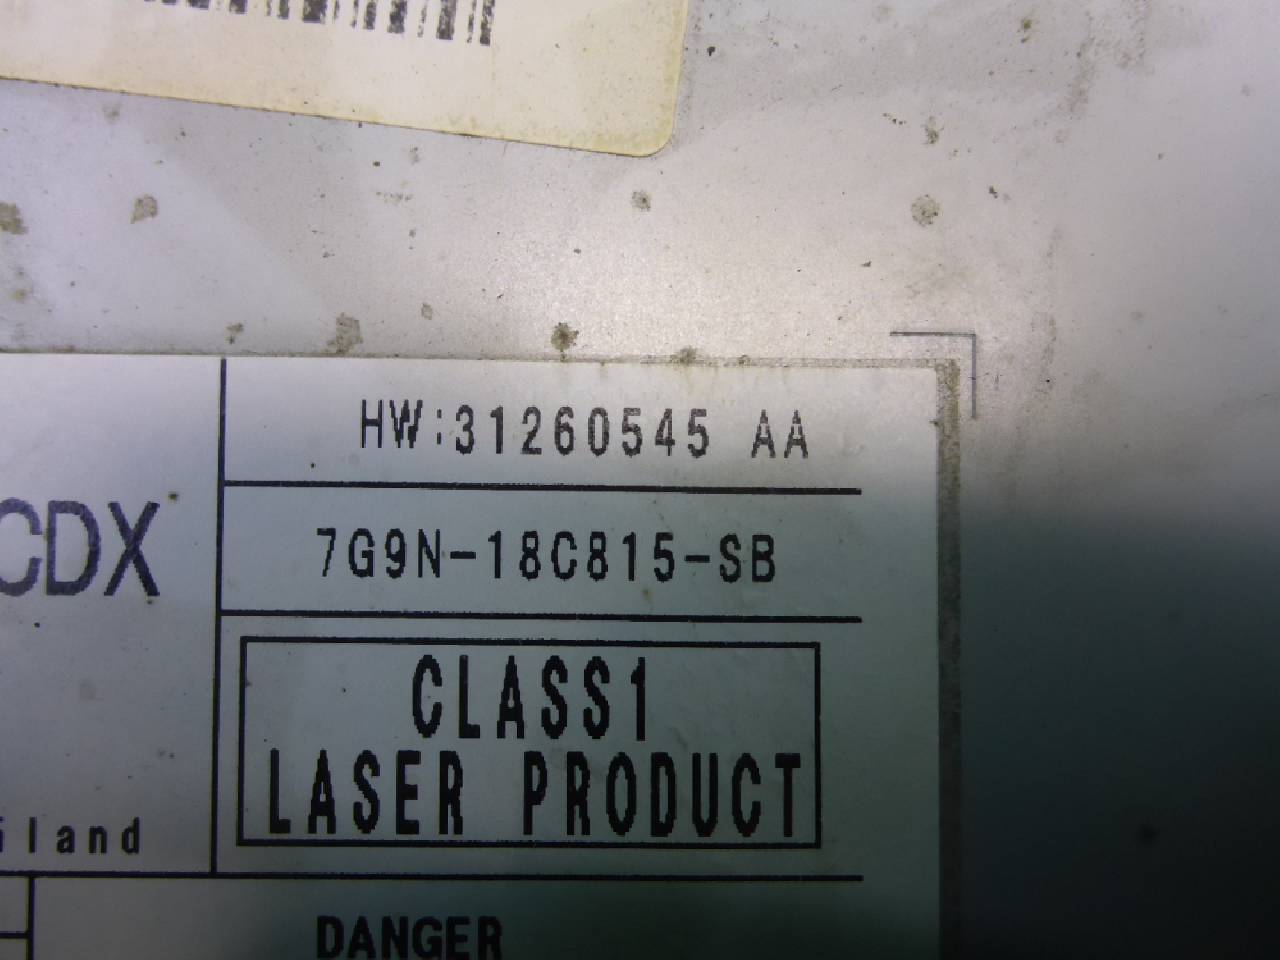 HW:31260545 AA
CDX
7G9N-18C815-SB
CLASS1
LASER PRODUCT
iland
DANGER